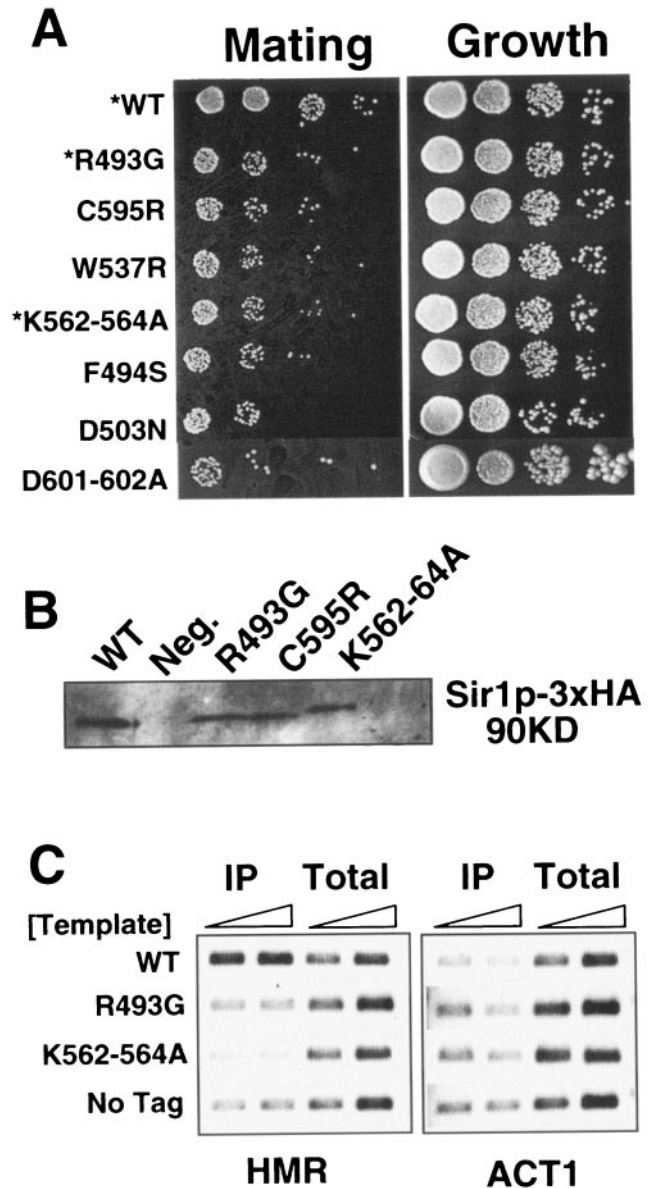 A
Mating Growth
*WT
*R493G
C595R
W537R
*K562-564A
F494S
D503N
D601-602A
B
WT Neg. R493G C595R K562-64A
Sir1p-3xHA
90KD
C
IP Total IP Total
[Template]
WT
R493G
K562-564A
No Tag
HMR ACT1